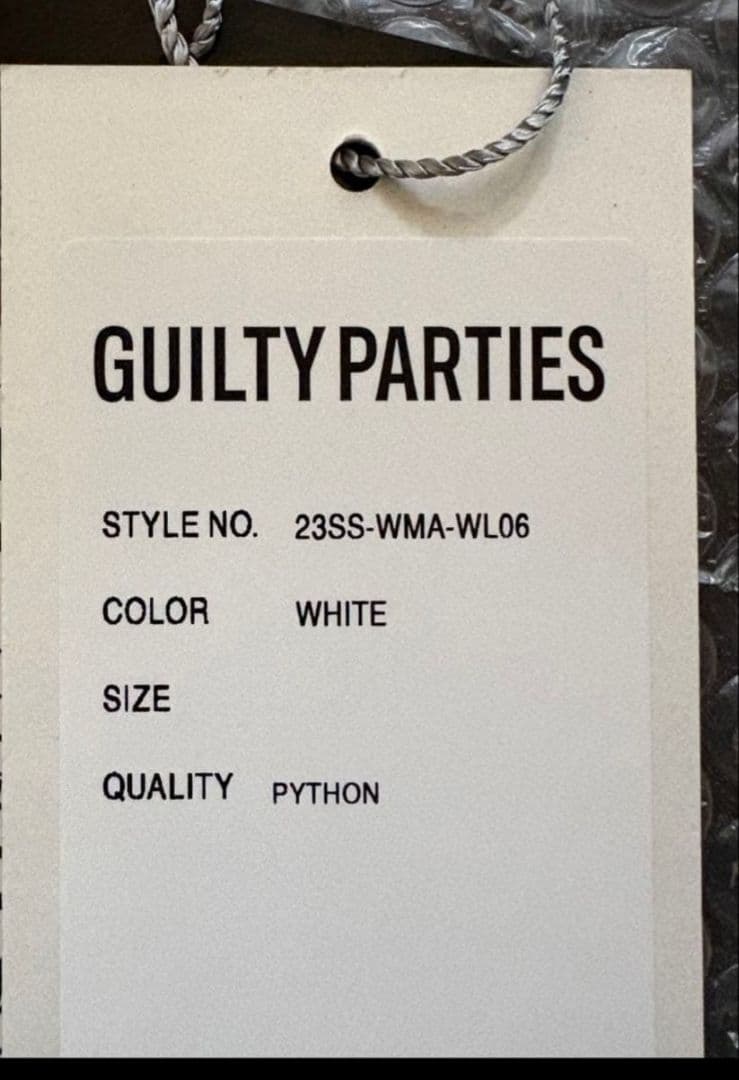 GUILTY PARTIES
STYLE NO. 23SS-WMA-WL06
COLOR WHITE
SIZE
QUALITY PYTHON